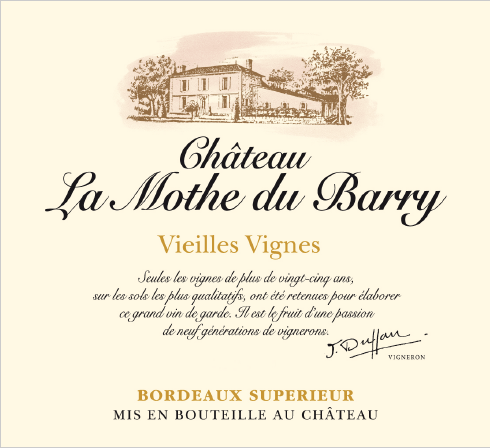 Château
La Mothe du Barry
Vieilles Vignes
Seules les vignes de plus de vingt-cinq ans,
sur les sols les plus qualitatifs, ont été retenues pour élaborer
ce grand vin de garde. Il est le fruit d'une passion
de neuf générations de vignerons.
J. Duffau
VIGNERON
BORDEAUX SUPERIEUR
MIS EN BOUTEILLE AU CHÂTEAU